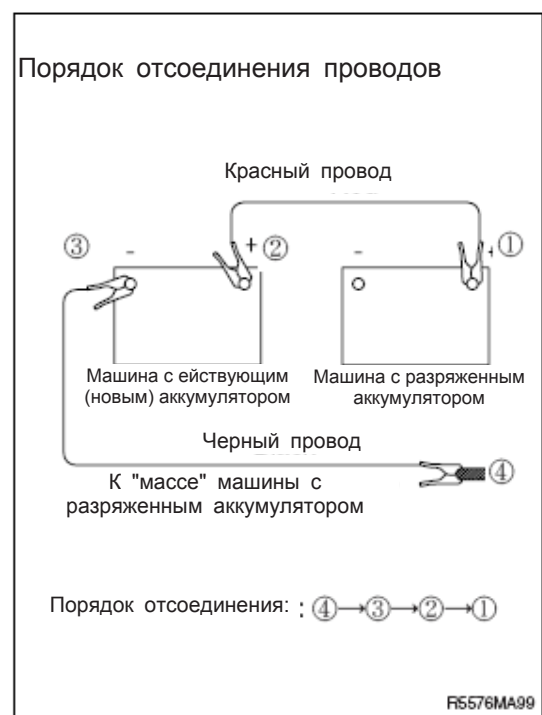 Порядок отсоединения проводов
Красный провод
③ - + ② - + ①
Машина с ействующим
(новым) аккумулятором
Машина с разряженным
аккумулятором
Черный провод
④
К "массе" машины с
разряженным аккумулятором
Порядок отсоединения: : ④→③→②→①
R5576MA99